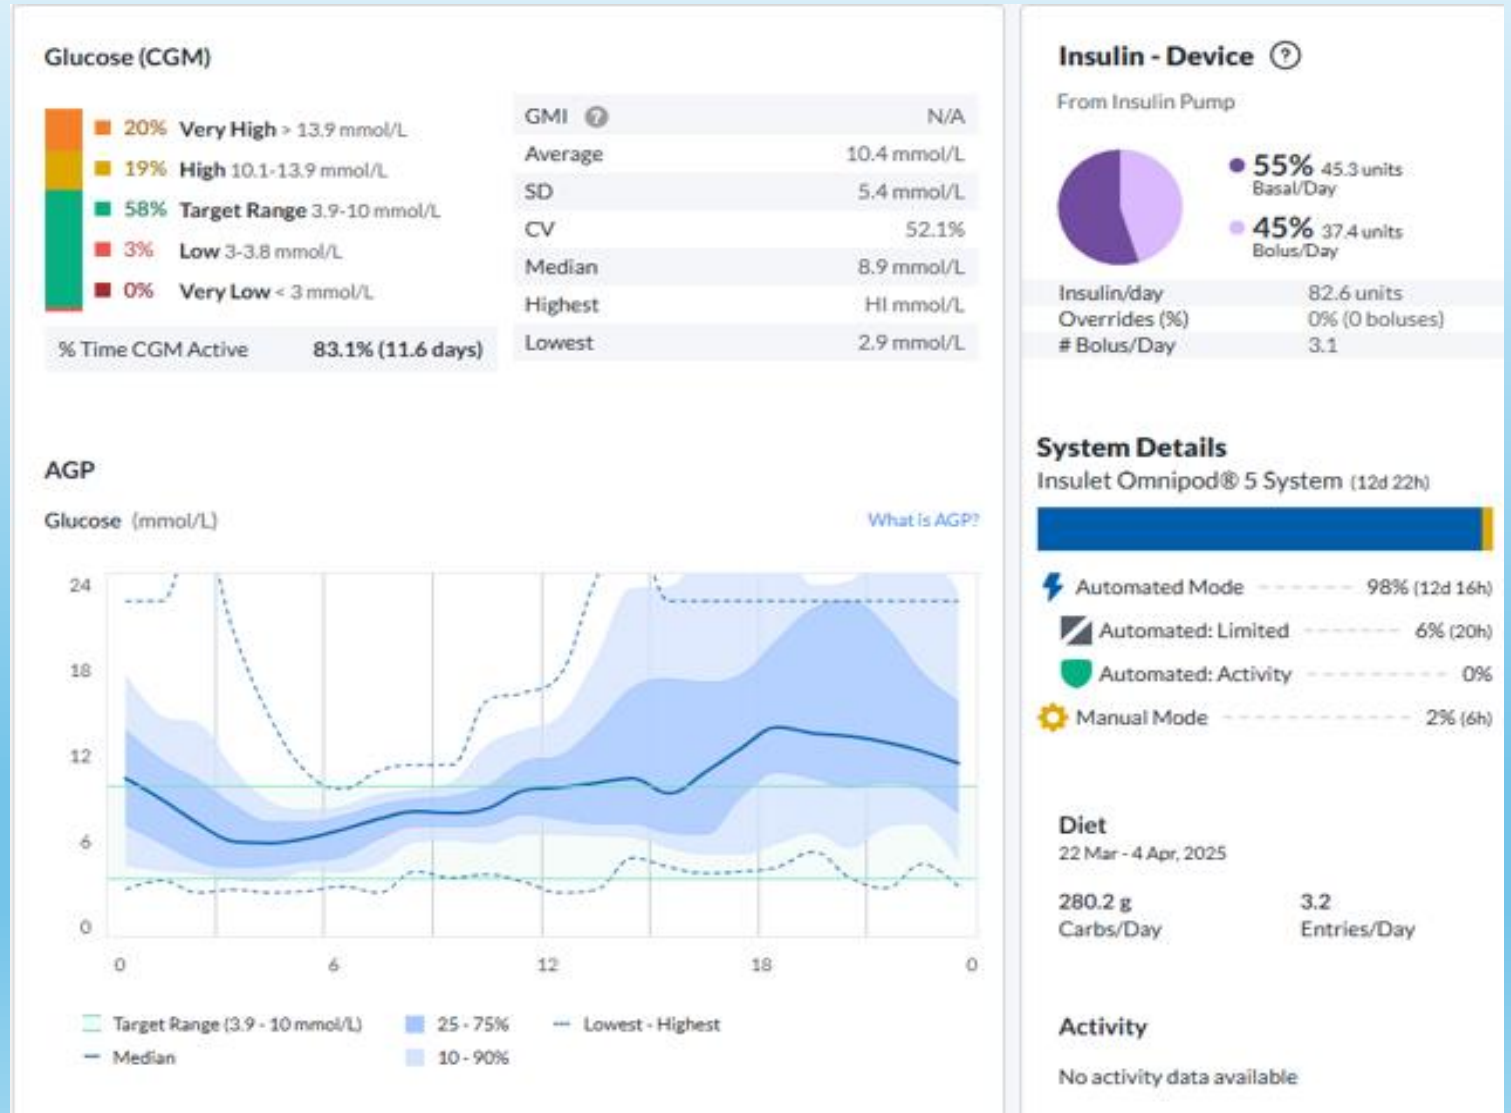 Glucose (CGM)
20% Very High > 13.9 mmol/L
19% High 10.1-13.9 mmol/L
58% Target Range 3.9-10 mmol/L
3% Low 3-3.8 mmol/L
0% Very Low < 3 mmol/L
% Time CGM Active 83.1% (11.6 days)
GMI ? N/A
Average 10.4 mmol/L
SD 5.4 mmol/L
CV 52.1%
Median 8.9 mmol/L
Highest HI mmol/L
Lowest 2.9 mmol/L
AGP
Glucose (mmol/L) What is AGP?
24
18
12
6
0
0 6 12 18 0
Target Range (3.9 - 10 mmol/L) 25 - 75% Lowest - Highest
Median 10 - 90%
Insulin - Device ?
From Insulin Pump
55% 45.3 units
Basal/Day
45% 37.4 units
Bolus/Day
Insulin/day 82.6 units
Overrides (%) 0% (0 boluses)
# Bolus/Day 3.1
System Details
Insulet Omnipod® 5 System (12d 22h)
Automated Mode 98% (12d 16h)
Automated: Limited 6% (20h)
Automated: Activity 0%
Manual Mode 2% (6h)
Diet
22 Mar - 4 Apr, 2025
280.2 g 3.2
Carbs/Day Entries/Day
Activity
No activity data available